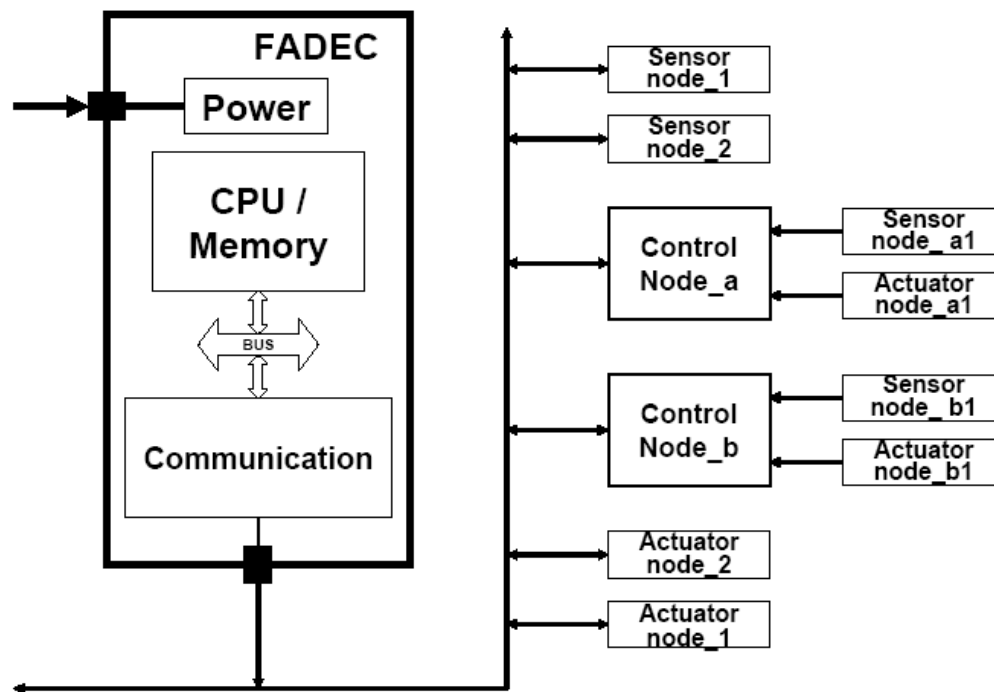 FADEC
Power
CPU /
Memory
BUS
Communication
Sensor
node_1
Sensor
node_2
Control
Node_a
Sensor
node_ a1
Actuator
node_a1
Control
Node_b
Sensor
node_ b1
Actuator
node_b1
Actuator
node_2
Actuator
node_1